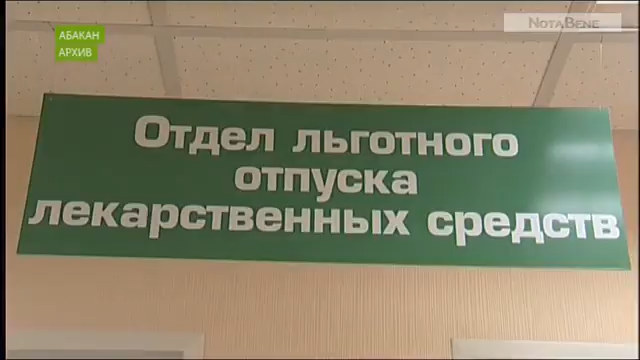 АБАКАН
АРХИВ
NotaBene
Отдел льготного
отпуска
лекарственных средств